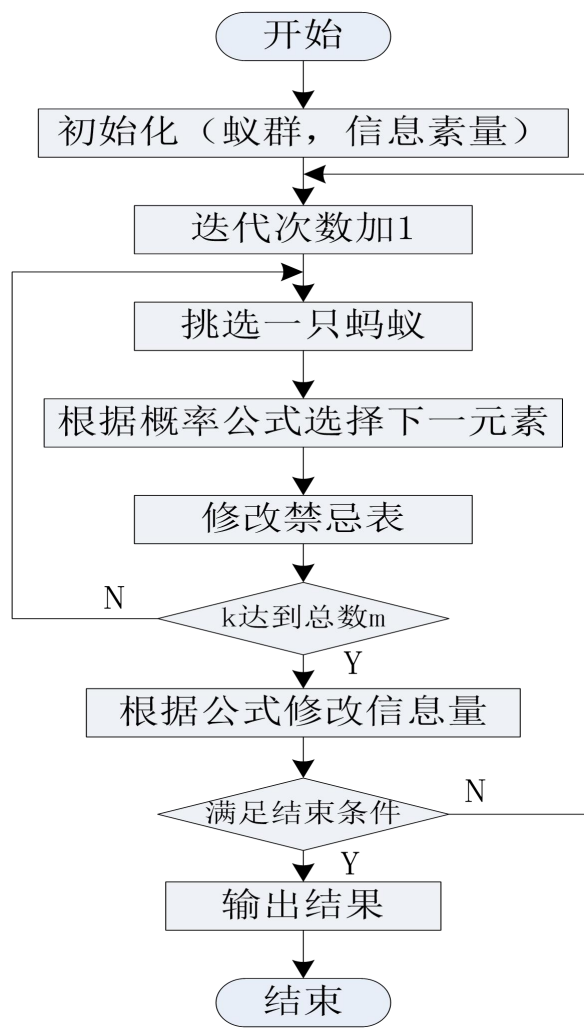 开始
初始化（蚁群，信息素量）
迭代次数加1
挑选一只蚂蚁
根据概率公式选择下一元素
修改禁忌表
N
k达到总数m
Y
根据公式修改信息量
满足结束条件
N
Y
输出结果
结束